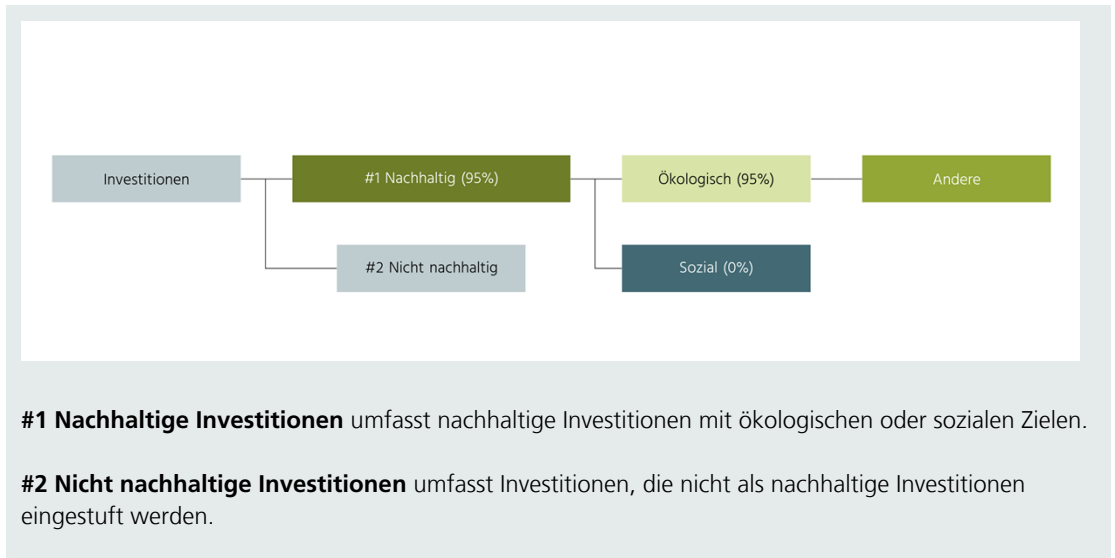 Investitionen
#1 Nachhaltig (95%)
Ökologisch (95%)
Andere
#2 Nicht nachhaltig
Sozial (0%)
#1 Nachhaltige Investitionen umfasst nachhaltige Investitionen mit ökologischen oder sozialen Zielen.
#2 Nicht nachhaltige Investitionen umfasst Investitionen, die nicht als nachhaltige Investitionen
eingestuft werden.